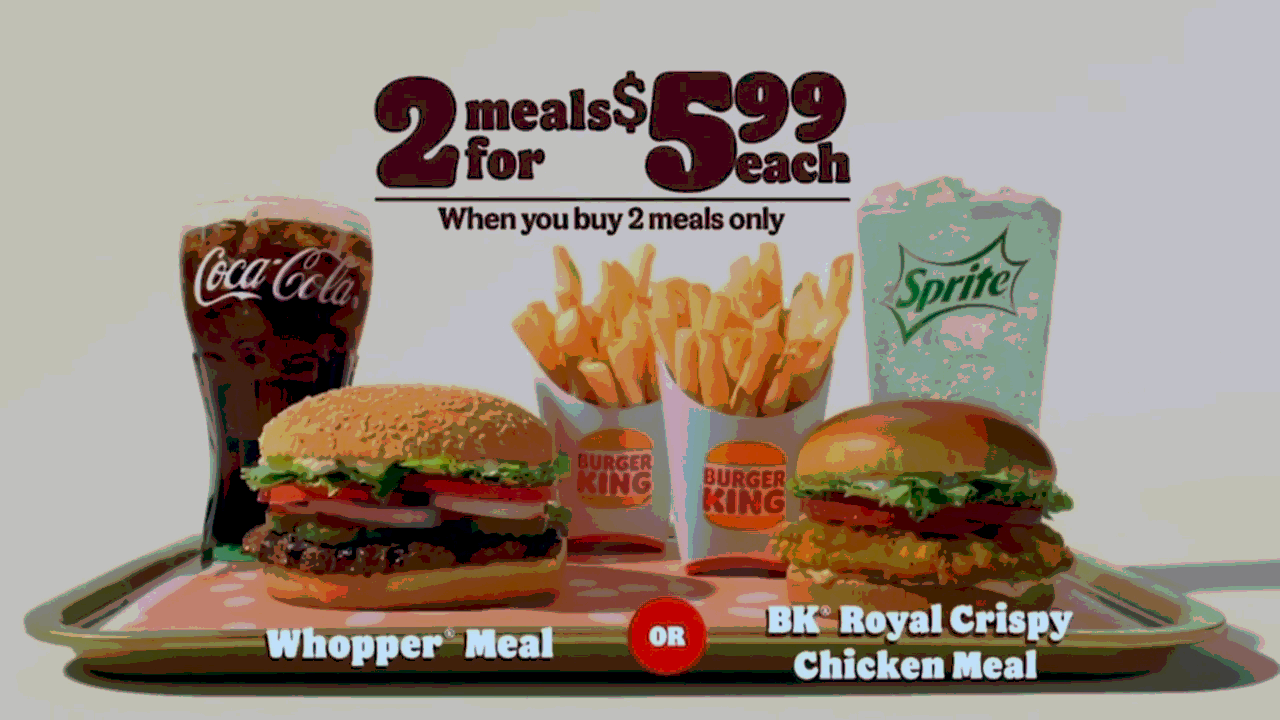 2 meals for $5.99 each
When you buy 2 meals only
Coca-Cola
Sprite
BURGER
KING
BURGER
KING
Whopper® Meal
OR
BK® Royal Crispy
Chicken Meal